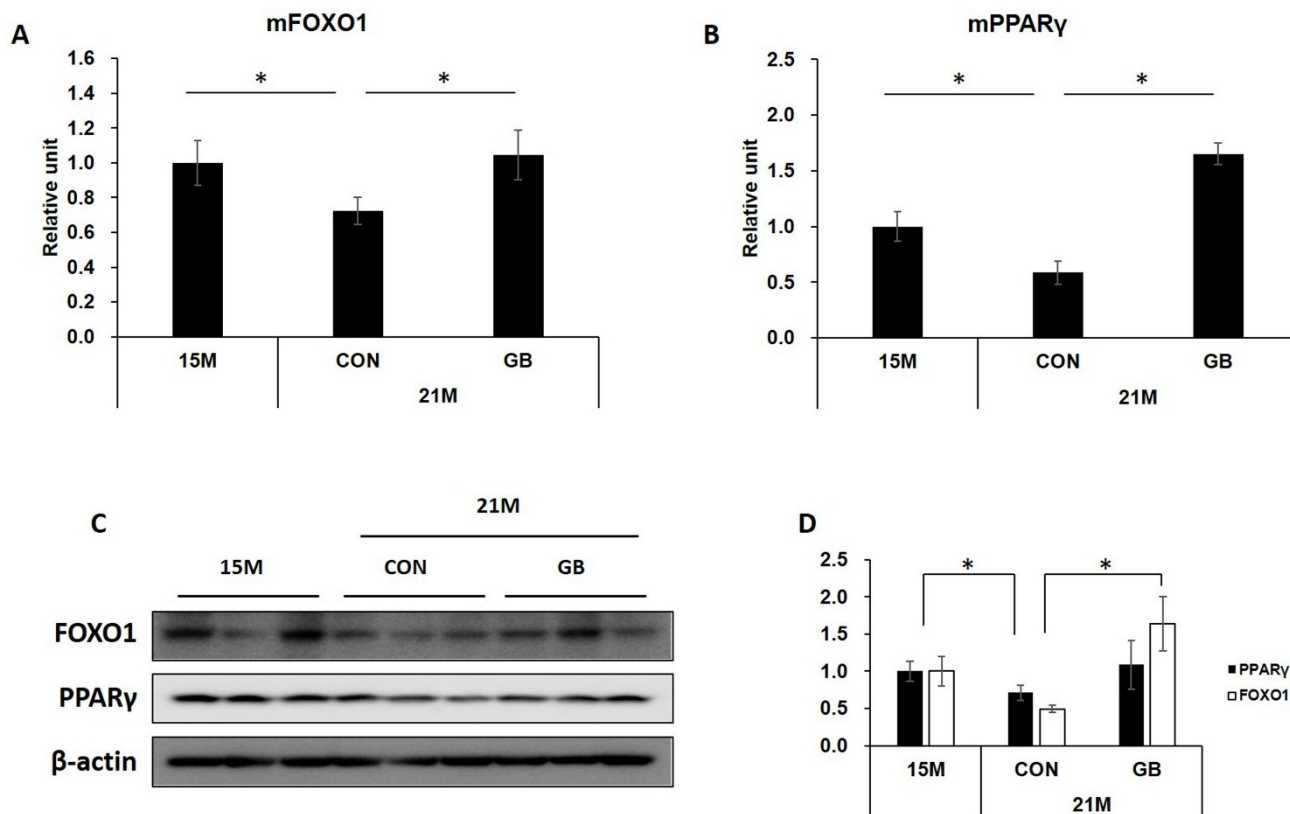 A
mFOXO1
Relative unit
1.6
1.4
1.2
1.0
0.8
0.6
0.4
0.2
0.0
*
*
15M
CON
GB
21M
B
mPPARγ
Relative unit
2.5
2.0
1.5
1.0
0.5
0.0
*
*
15M
CON
GB
21M
C
21M
15M
CON
GB
FOXO1
PPARγ
β-actin
D
2.5
2.0
1.5
1.0
0.5
0.0
*
*
PPARγ
FOXO1
15M
CON
GB
21M